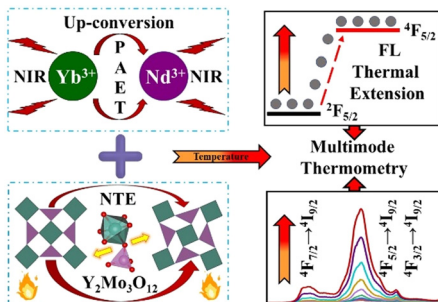 Up-conversion
NIR
Yb³⁺
P
A
E
T
Nd³⁺
NIR
⁴F₅/₂
FL
Thermal
Extension
²F₅/₂
Temperature
Multimode
Thermometry
NTE
Y₂Mo₃O₁₂
⁴F₇/₂→⁴I₉/₂
⁴F₅/₂→⁴I₉/₂
⁴F₃/₂→⁴I₉/₂